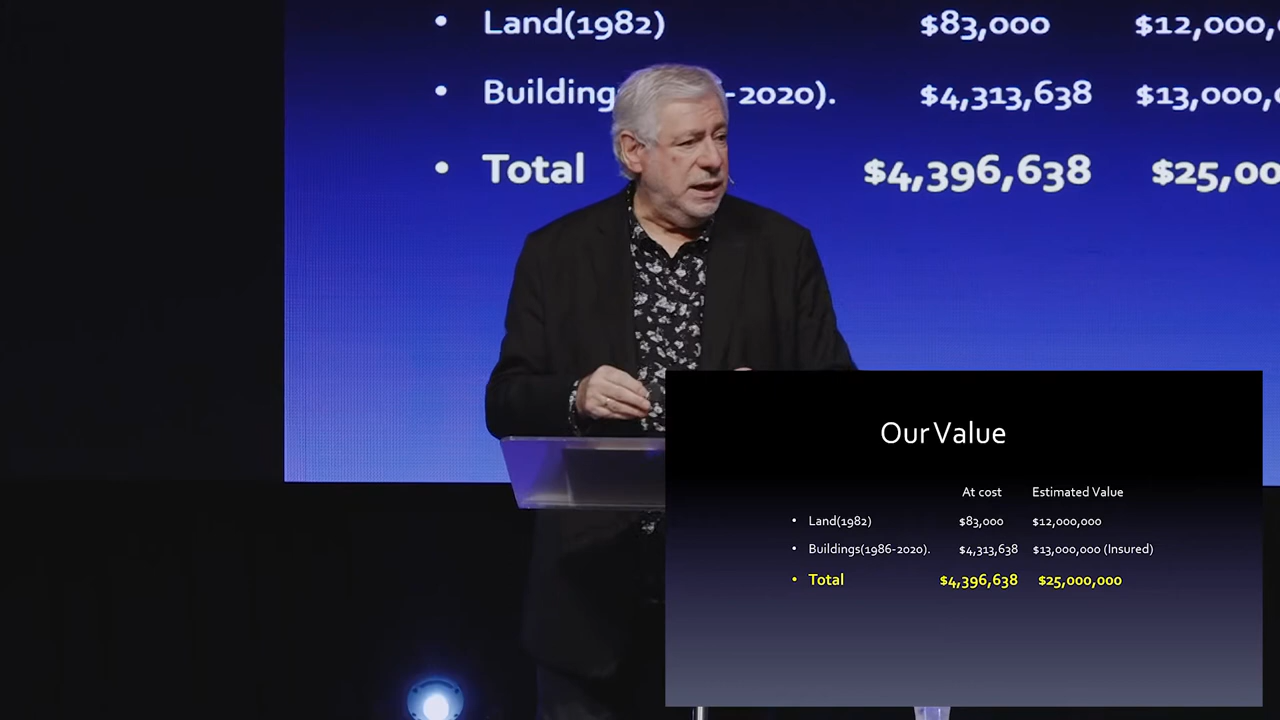 • Land(1982) $83,000 $12,000,
• Building -2020). $4,313,638 $13,000,
• Total $4,396,638 $25,00
Our Value
At cost Estimated Value
• Land(1982) $83,000 $12,000,000
• Buildings(1986-2020). $4,313,638 $13,000,000 (Insured)
• Total $4,396,638 $25,000,000